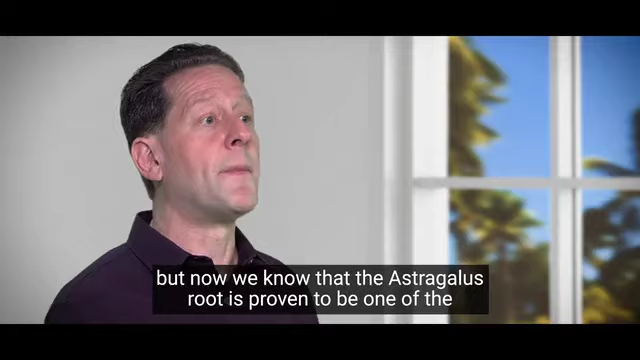 but now we know that the Astragalus
root is proven to be one of the